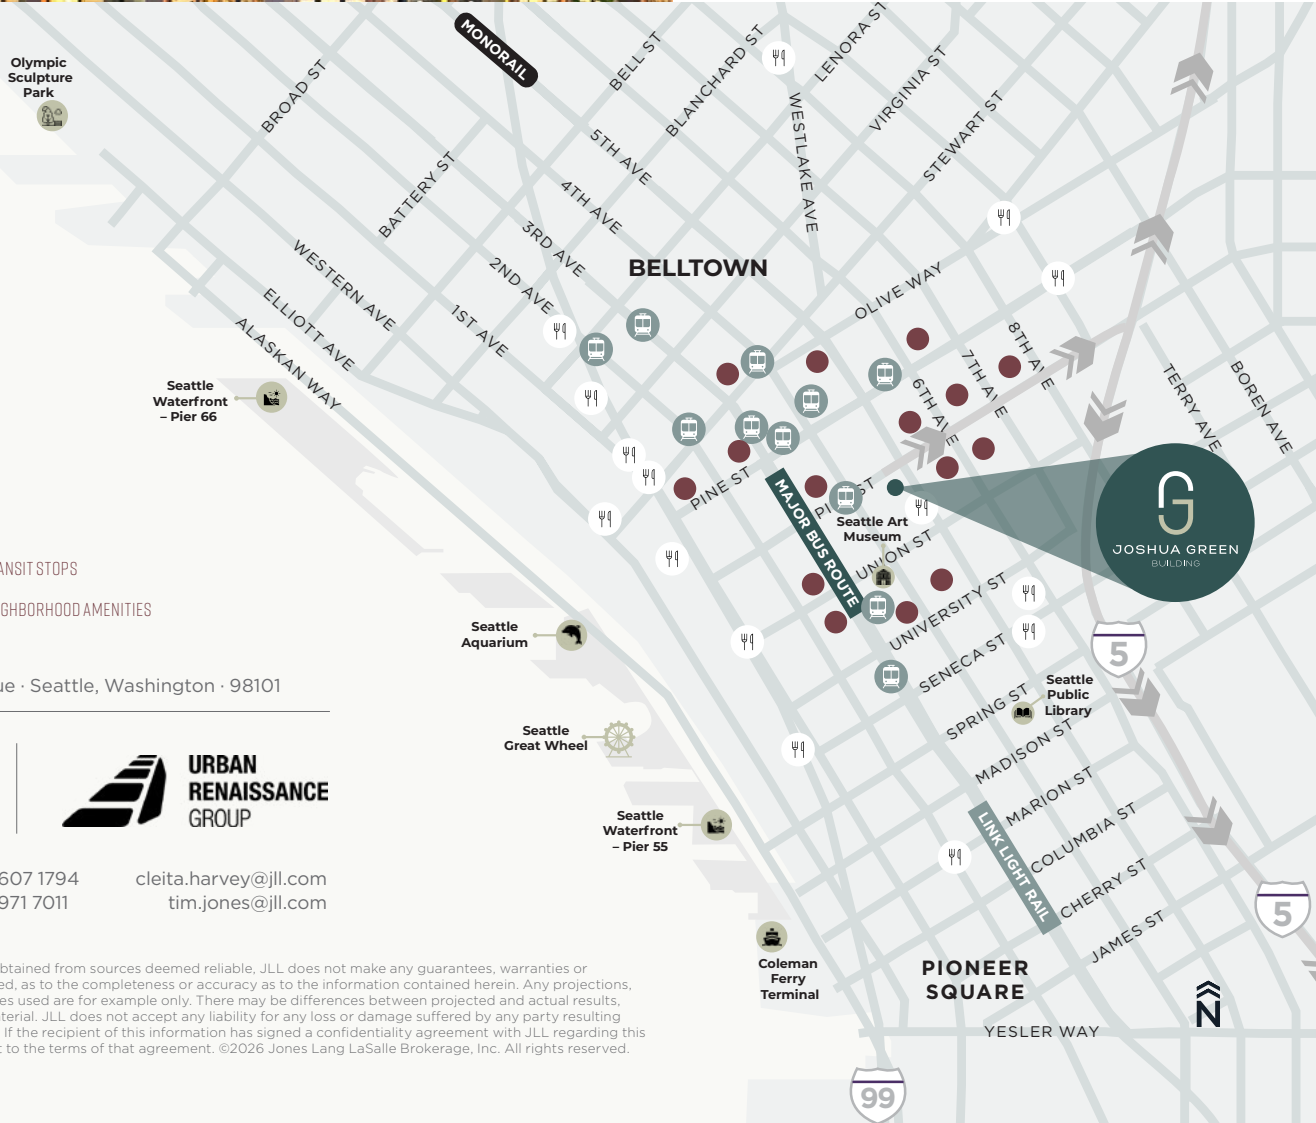 MONORAIL
Olympic
Sculpture
Park
BROAD ST
BATTERY ST
BELL ST
BLANCHARD ST
LENORA ST
VIRGINIA ST
STEWART ST
WESTLAKE AVE
5TH AVE
4TH AVE
3RD AVE
2ND AVE
1ST AVE
WESTERN AVE
ELLIOTT AVE
ALASKAN WAY
BELLTOWN
OLIVE WAY
8TH AVE
7TH AVE
6TH AVE
TERRY AVE
BOREN AVE
Seattle
Waterfront
– Pier 66
PINE ST
MAJOR BUS ROUTE
Seattle Art
Museum
UNION ST
UNIVERSITY ST
SENECA ST
SPRING ST
MADISON ST
MARION ST
COLUMBIA ST
CHERRY ST
JAMES ST
JOSHUA GREEN
BUILDING
5
Seattle
Public
Library
Seattle
Aquarium
Seattle
Great Wheel
Seattle
Waterfront
– Pier 55
LINK LIGHT RAIL
5
Coleman
Ferry
Terminal
PIONEER
SQUARE
N
YESLER WAY
99
ANSIT STOPS
GHBORHOOD AMENITIES
ue · Seattle, Washington · 98101
URBAN
RENAISSANCE
GROUP
607 1794 cleita.harvey@jll.com
971 7011 tim.jones@jll.com
btained from sources deemed reliable, JLL does not make any guarantees, warranties or
ed, as to the completeness or accuracy as to the information contained herein. Any projections,
es used are for example only. There may be differences between projected and actual results,
aterial. JLL does not accept any liability for any loss or damage suffered by any party resulting
If the recipient of this information has signed a confidentiality agreement with JLL regarding this
t to the terms of that agreement. ©2026 Jones Lang LaSalle Brokerage, Inc. All rights reserved.